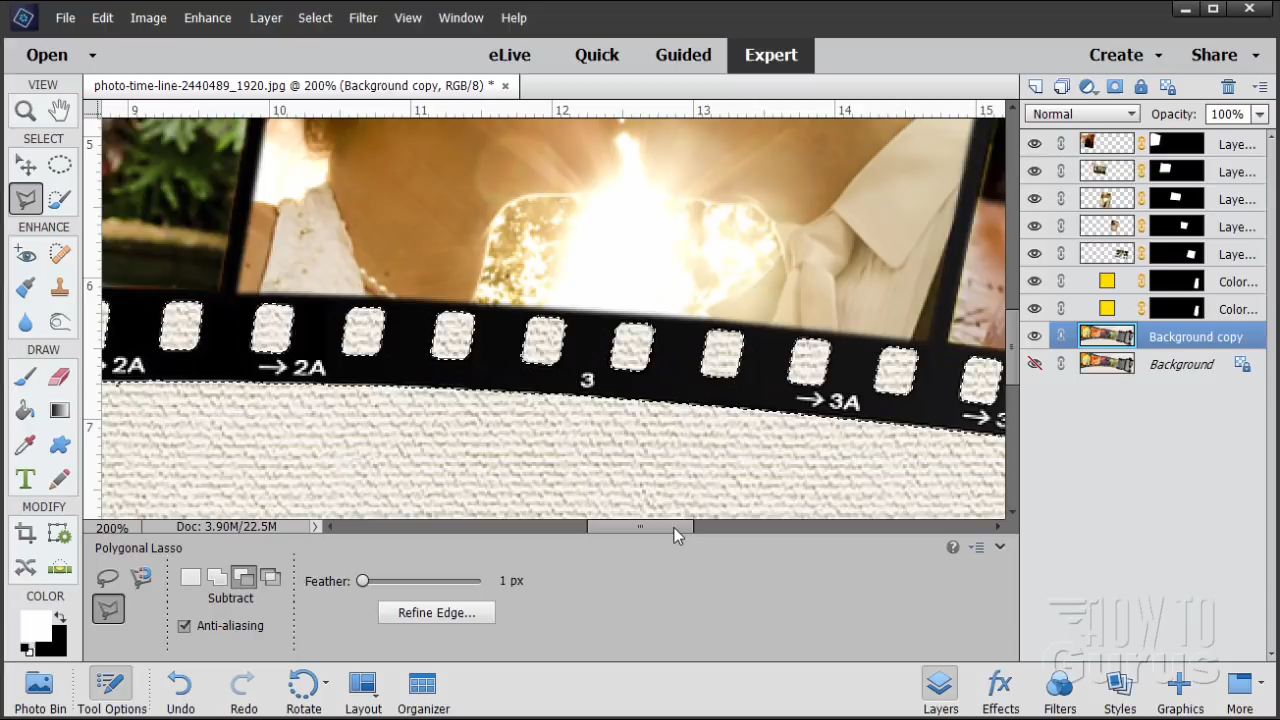 File Edit Image Enhance Layer Select Filter View Window Help
Open eLive Quick Guided Expert Create Share
VIEW
photo-time-line-2440489_1920.jpg @ 200% (Background copy, RGB/8) * ×
9 10 11 12 13 14 15
Normal Opacity: 100%
SELECT
5
Laye...
Laye...
Laye...
ENHANCE
Laye...
Laye...
6
Color...
Color...
DRAW
Background copy
2A → 2A 3 → 3A → 3
Background
7
MODIFY
200% Doc: 3.90M/22.5M
Polygonal Lasso
Feather: 1 px
COLOR
Subtract
Refine Edge...
Anti-aliasing
HOW TO
Gurus
Photo Bin Tool Options Undo Redo Rotate Layout Organizer Layers Effects Filters Styles Graphics More